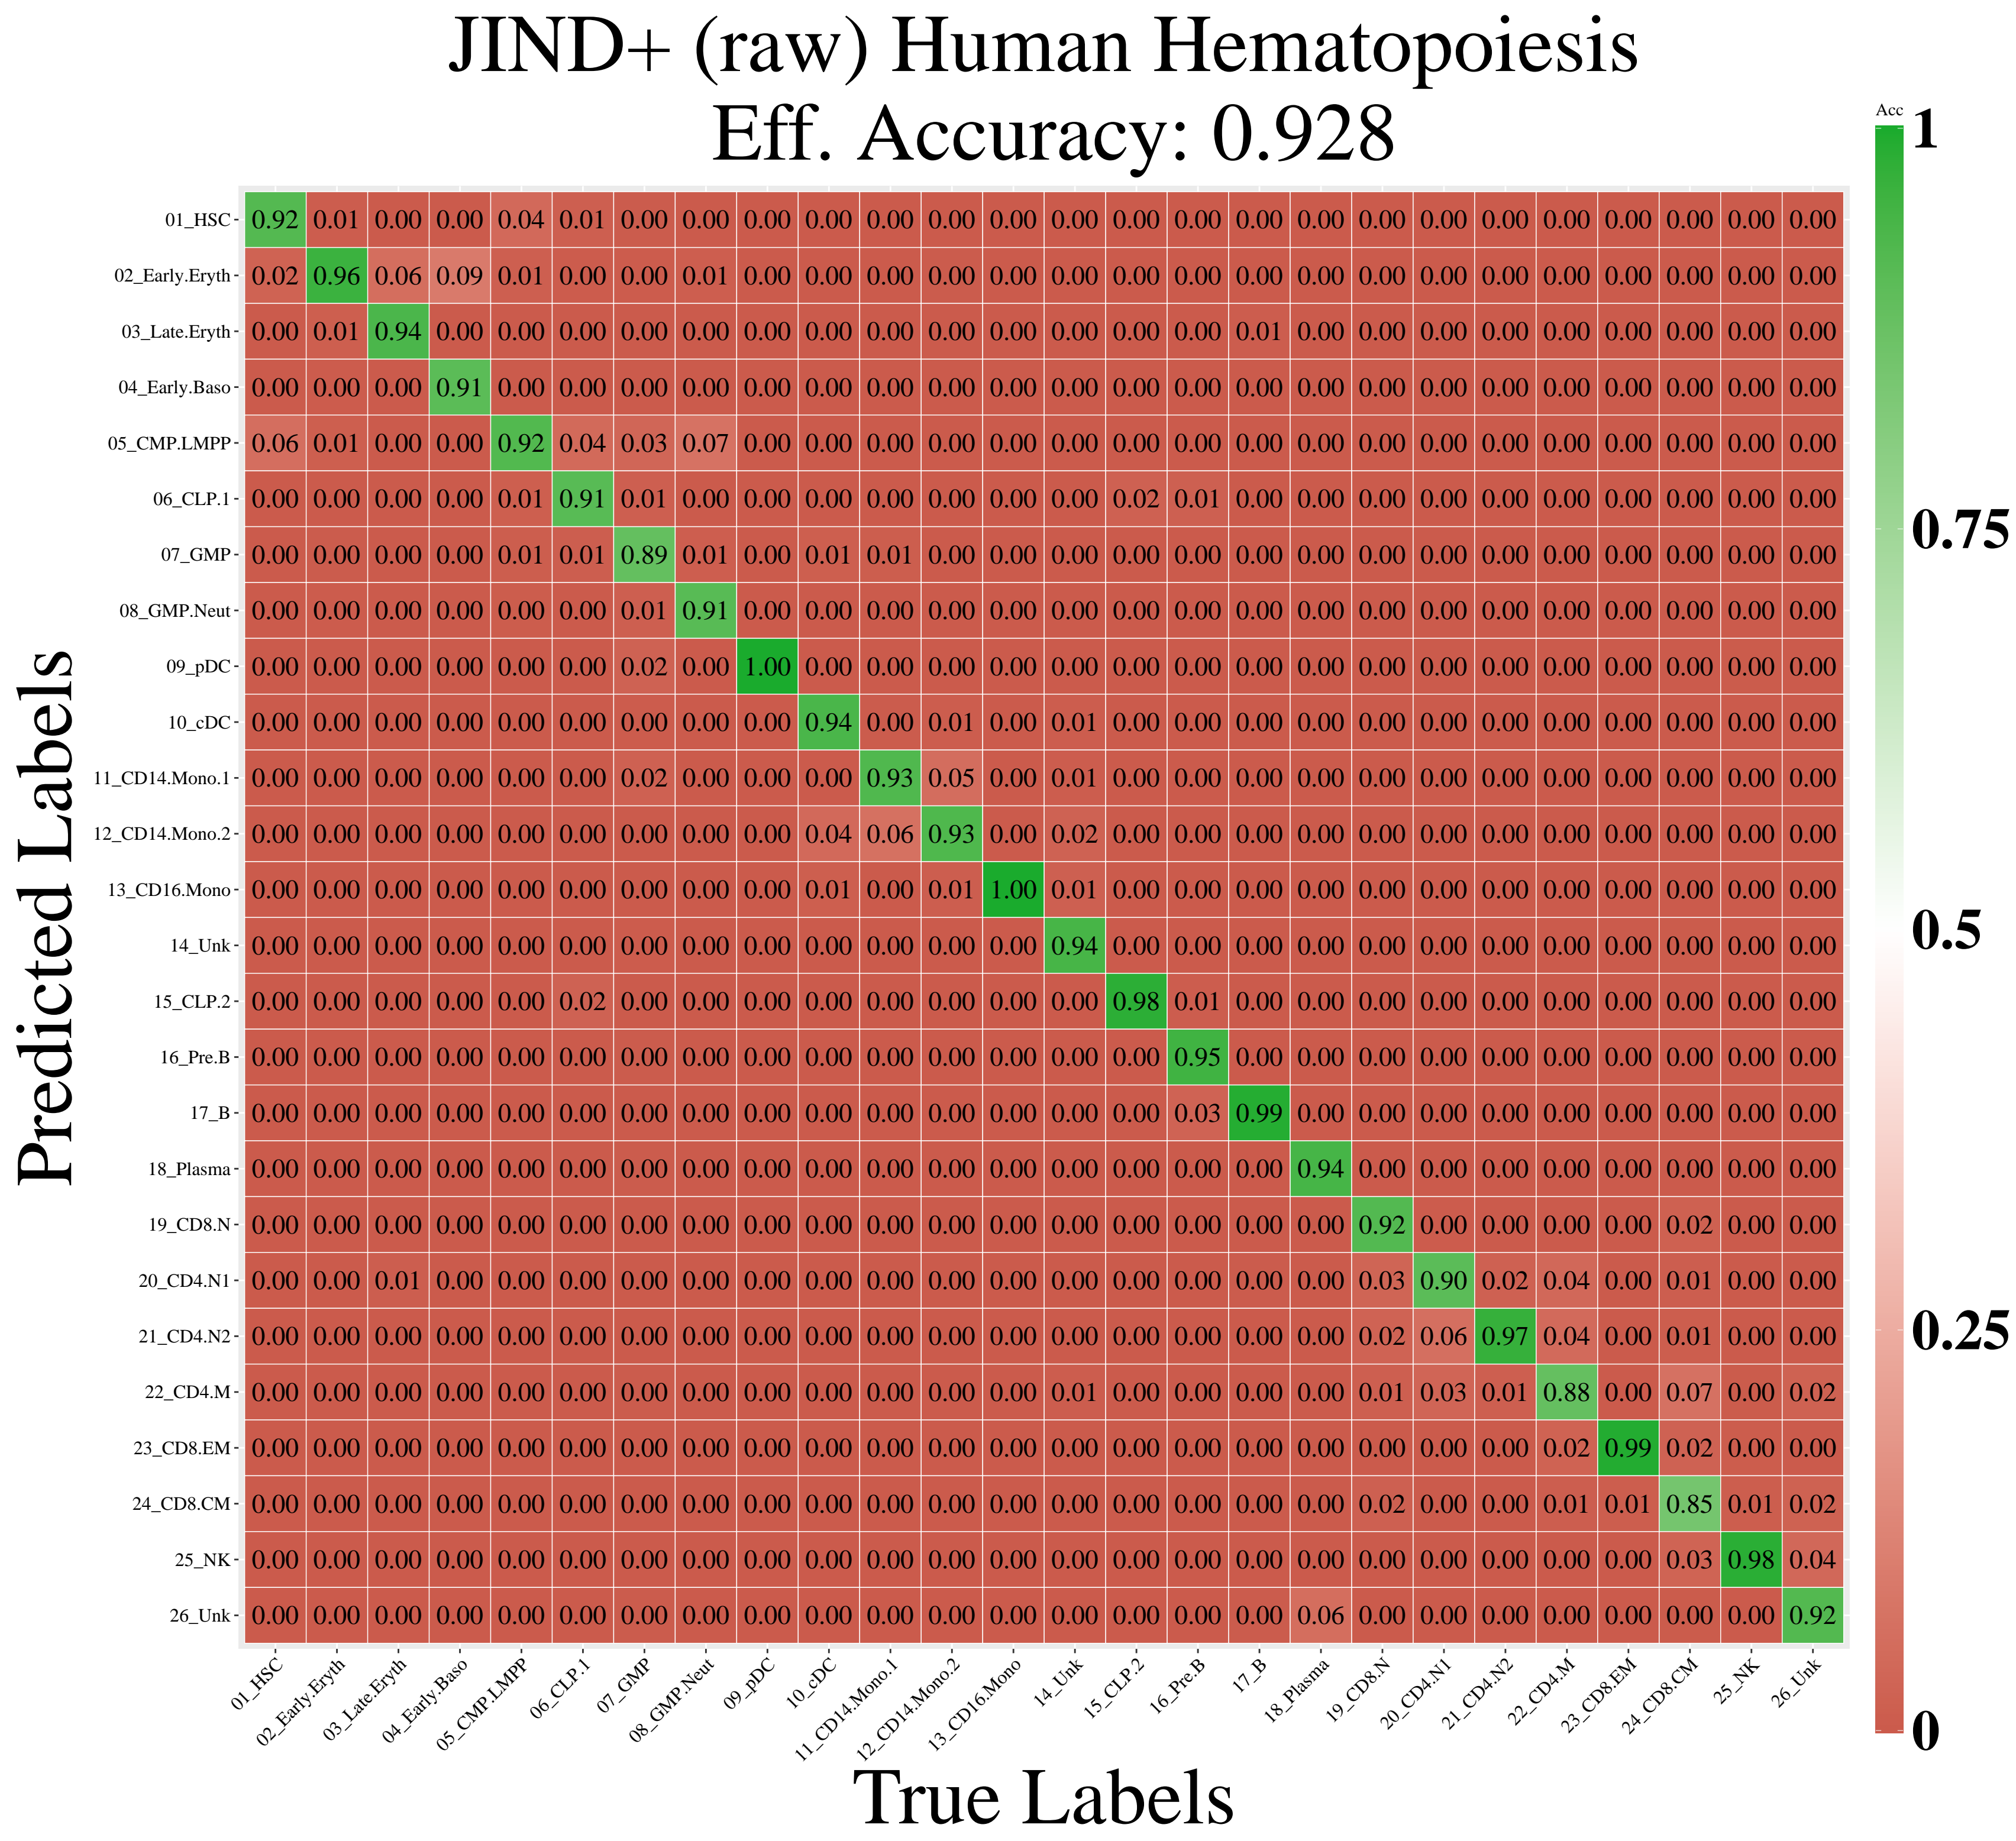 JIND+ (raw) Human Hematopoiesis
Eff. Accuracy: 0.928
Acc
1
0.75
0.5
0.25
0
Predicted Labels
01_HSC 0.92 0.01 0.00 0.00 0.04 0.01 0.00 0.00 0.00 0.00 0.00 0.00 0.00 0.00 0.00 0.00 0.00 0.00 0.00 0.00 0.00 0.00 0.00 0.00 0.00 0.00
02_Early.Eryth 0.02 0.96 0.06 0.09 0.01 0.00 0.00 0.01 0.00 0.00 0.00 0.00 0.00 0.00 0.00 0.00 0.00 0.00 0.00 0.00 0.00 0.00 0.00 0.00 0.00 0.00
03_Late.Eryth 0.00 0.01 0.94 0.00 0.00 0.00 0.00 0.00 0.00 0.00 0.00 0.00 0.00 0.00 0.00 0.00 0.01 0.00 0.00 0.00 0.00 0.00 0.00 0.00 0.00 0.00
04_Early.Baso 0.00 0.00 0.00 0.91 0.00 0.00 0.00 0.00 0.00 0.00 0.00 0.00 0.00 0.00 0.00 0.00 0.00 0.00 0.00 0.00 0.00 0.00 0.00 0.00 0.00 0.00
05_CMP.LMPP 0.06 0.01 0.00 0.00 0.92 0.04 0.03 0.07 0.00 0.00 0.00 0.00 0.00 0.00 0.00 0.00 0.00 0.00 0.00 0.00 0.00 0.00 0.00 0.00 0.00 0.00
06_CLP.1 0.00 0.00 0.00 0.00 0.01 0.91 0.01 0.00 0.00 0.00 0.00 0.00 0.00 0.00 0.02 0.01 0.00 0.00 0.00 0.00 0.00 0.00 0.00 0.00 0.00 0.00
07_GMP 0.00 0.00 0.00 0.00 0.01 0.01 0.89 0.01 0.00 0.01 0.01 0.00 0.00 0.00 0.00 0.00 0.00 0.00 0.00 0.00 0.00 0.00 0.00 0.00 0.00 0.00
08_GMP.Neut 0.00 0.00 0.00 0.00 0.00 0.00 0.01 0.91 0.00 0.00 0.00 0.00 0.00 0.00 0.00 0.00 0.00 0.00 0.00 0.00 0.00 0.00 0.00 0.00 0.00 0.00
09_pDC 0.00 0.00 0.00 0.00 0.00 0.00 0.02 0.00 1.00 0.00 0.00 0.00 0.00 0.00 0.00 0.00 0.00 0.00 0.00 0.00 0.00 0.00 0.00 0.00 0.00 0.00
10_cDC 0.00 0.00 0.00 0.00 0.00 0.00 0.00 0.00 0.00 0.94 0.00 0.01 0.00 0.01 0.00 0.00 0.00 0.00 0.00 0.00 0.00 0.00 0.00 0.00 0.00 0.00
11_CD14.Mono.1 0.00 0.00 0.00 0.00 0.00 0.00 0.02 0.00 0.00 0.00 0.93 0.05 0.00 0.01 0.00 0.00 0.00 0.00 0.00 0.00 0.00 0.00 0.00 0.00 0.00 0.00
12_CD14.Mono.2 0.00 0.00 0.00 0.00 0.00 0.00 0.00 0.00 0.00 0.04 0.06 0.93 0.00 0.02 0.00 0.00 0.00 0.00 0.00 0.00 0.00 0.00 0.00 0.00 0.00 0.00
13_CD16.Mono 0.00 0.00 0.00 0.00 0.00 0.00 0.00 0.00 0.00 0.01 0.00 0.01 1.00 0.01 0.00 0.00 0.00 0.00 0.00 0.00 0.00 0.00 0.00 0.00 0.00 0.00
14_Unk 0.00 0.00 0.00 0.00 0.00 0.00 0.00 0.00 0.00 0.00 0.00 0.00 0.00 0.94 0.00 0.00 0.00 0.00 0.00 0.00 0.00 0.00 0.00 0.00 0.00 0.00
15_CLP.2 0.00 0.00 0.00 0.00 0.00 0.02 0.00 0.00 0.00 0.00 0.00 0.00 0.00 0.00 0.98 0.01 0.00 0.00 0.00 0.00 0.00 0.00 0.00 0.00 0.00 0.00
16_Pre.B 0.00 0.00 0.00 0.00 0.00 0.00 0.00 0.00 0.00 0.00 0.00 0.00 0.00 0.00 0.00 0.95 0.00 0.00 0.00 0.00 0.00 0.00 0.00 0.00 0.00 0.00
17_B 0.00 0.00 0.00 0.00 0.00 0.00 0.00 0.00 0.00 0.00 0.00 0.00 0.00 0.00 0.00 0.03 0.99 0.00 0.00 0.00 0.00 0.00 0.00 0.00 0.00 0.00
18_Plasma 0.00 0.00 0.00 0.00 0.00 0.00 0.00 0.00 0.00 0.00 0.00 0.00 0.00 0.00 0.00 0.00 0.00 0.94 0.00 0.00 0.00 0.00 0.00 0.00 0.00 0.00
19_CD8.N 0.00 0.00 0.00 0.00 0.00 0.00 0.00 0.00 0.00 0.00 0.00 0.00 0.00 0.00 0.00 0.00 0.00 0.00 0.92 0.00 0.00 0.00 0.00 0.02 0.00 0.00
20_CD4.N1 0.00 0.00 0.01 0.00 0.00 0.00 0.00 0.00 0.00 0.00 0.00 0.00 0.00 0.00 0.00 0.00 0.00 0.00 0.03 0.90 0.02 0.04 0.00 0.01 0.00 0.00
21_CD4.N2 0.00 0.00 0.00 0.00 0.00 0.00 0.00 0.00 0.00 0.00 0.00 0.00 0.00 0.00 0.00 0.00 0.00 0.00 0.02 0.06 0.97 0.04 0.00 0.01 0.00 0.00
22_CD4.M 0.00 0.00 0.00 0.00 0.00 0.00 0.00 0.00 0.00 0.00 0.00 0.00 0.00 0.01 0.00 0.00 0.00 0.00 0.01 0.03 0.01 0.88 0.00 0.07 0.00 0.02
23_CD8.EM 0.00 0.00 0.00 0.00 0.00 0.00 0.00 0.00 0.00 0.00 0.00 0.00 0.00 0.00 0.00 0.00 0.00 0.00 0.00 0.00 0.00 0.02 0.99 0.02 0.00 0.00
24_CD8.CM 0.00 0.00 0.00 0.00 0.00 0.00 0.00 0.00 0.00 0.00 0.00 0.00 0.00 0.00 0.00 0.00 0.00 0.00 0.02 0.00 0.00 0.01 0.01 0.85 0.01 0.02
25_NK 0.00 0.00 0.00 0.00 0.00 0.00 0.00 0.00 0.00 0.00 0.00 0.00 0.00 0.00 0.00 0.00 0.00 0.00 0.00 0.00 0.00 0.00 0.00 0.03 0.98 0.04
26_Unk 0.00 0.00 0.00 0.00 0.00 0.00 0.00 0.00 0.00 0.00 0.00 0.00 0.00 0.00 0.00 0.00 0.00 0.06 0.00 0.00 0.00 0.00 0.00 0.00 0.00 0.92
01_HSC 02_Early.Eryth 03_Late.Eryth 04_Early.Baso 05_CMP.LMPP 06_CLP.1 07_GMP 08_GMP.Neut 09_pDC 10_cDC 11_CD14.Mono.1 12_CD14.Mono.2 13_CD16.Mono 14_Unk 15_CLP.2 16_Pre.B 17_B 18_Plasma 19_CD8.N 20_CD4.N1 21_CD4.N2 22_CD4.M 23_CD8.EM 24_CD8.CM 25_NK 26_Unk
True Labels